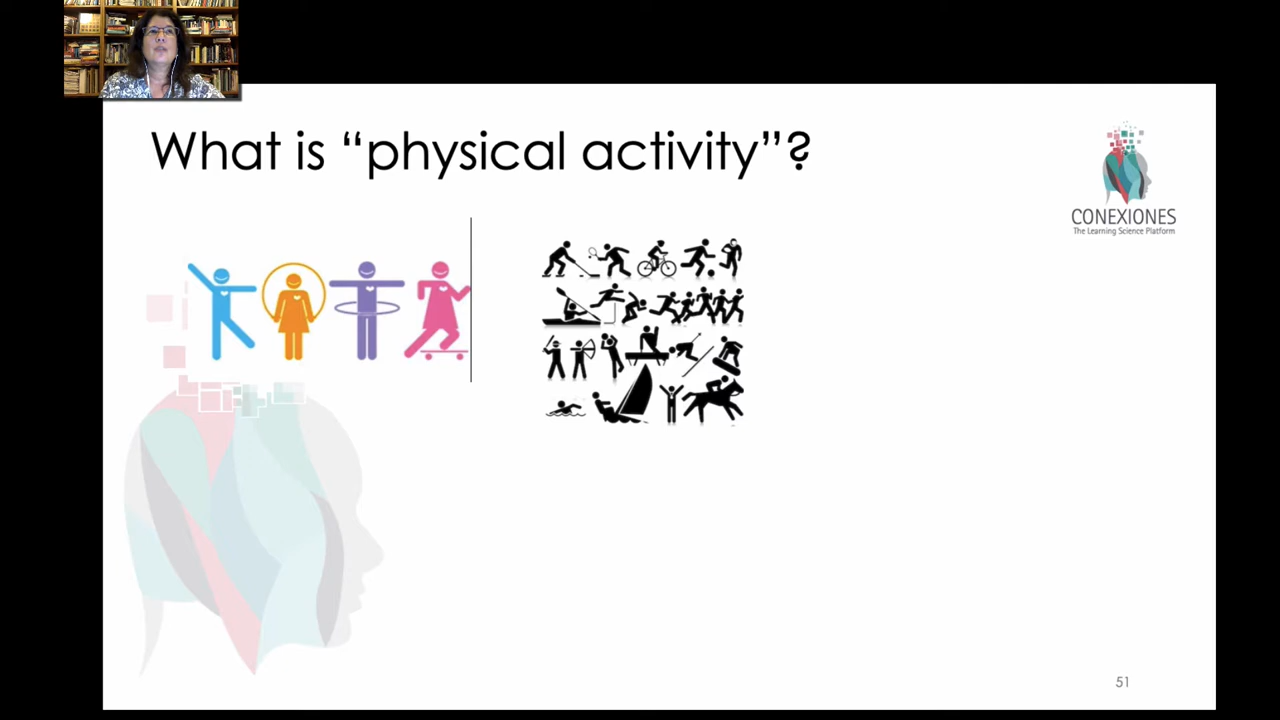 What is “physical activity”?
CONEXIONES
The Learning Science Platform
51